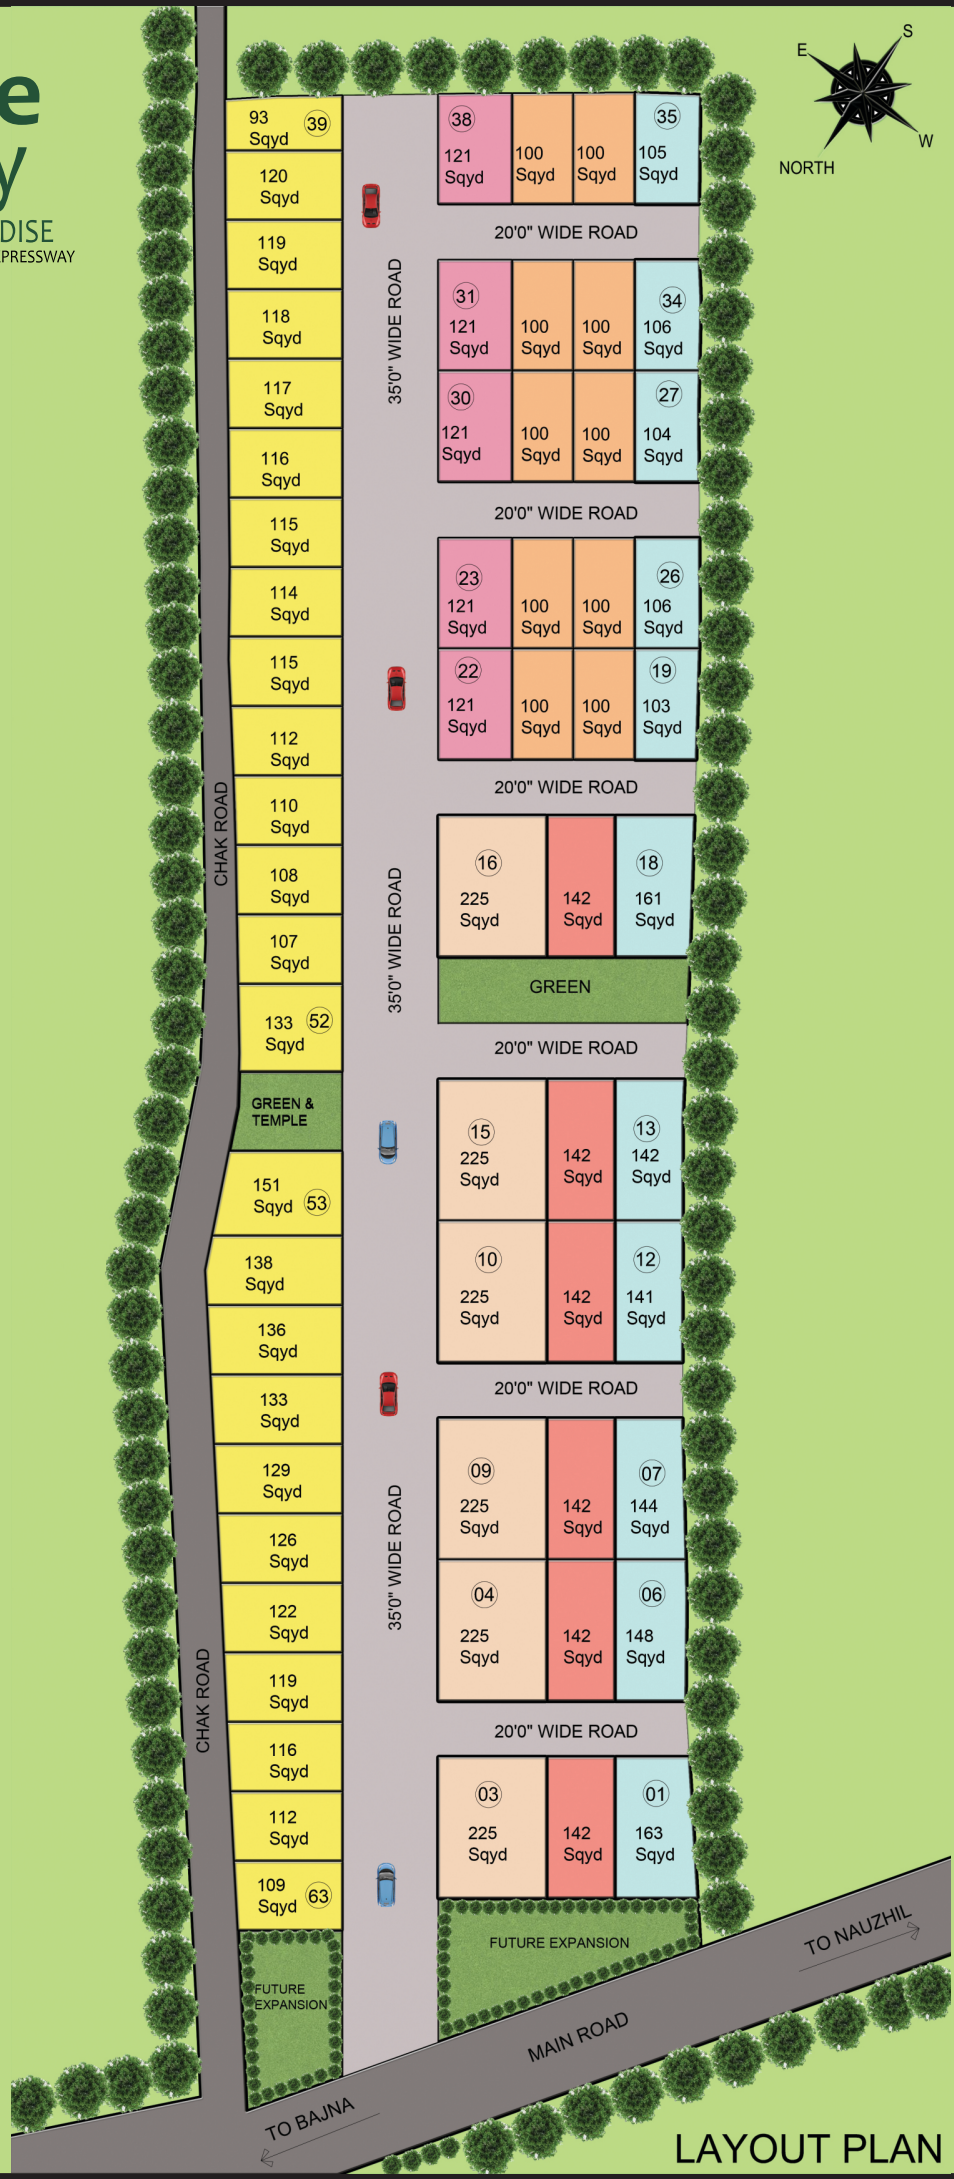 e
y
DISE
PRESSWAY
S
E
W
NORTH
93
Sqyd
39
120
Sqyd
119
Sqyd
118
Sqyd
117
Sqyd
116
Sqyd
115
Sqyd
114
Sqyd
115
Sqyd
112
Sqyd
110
Sqyd
108
Sqyd
107
Sqyd
133
Sqyd
52
GREEN &
TEMPLE
151
Sqyd
53
138
Sqyd
136
Sqyd
133
Sqyd
129
Sqyd
126
Sqyd
122
Sqyd
119
Sqyd
116
Sqyd
112
Sqyd
109
Sqyd
63
FUTURE
EXPANSION
CHAK ROAD
CHAK ROAD
35'0" WIDE ROAD
35'0" WIDE ROAD
35'0" WIDE ROAD
38
121
Sqyd
100
Sqyd
100
Sqyd
35
105
Sqyd
20'0" WIDE ROAD
31
121
Sqyd
100
Sqyd
100
Sqyd
34
106
Sqyd
30
121
Sqyd
100
Sqyd
100
Sqyd
27
104
Sqyd
20'0" WIDE ROAD
23
121
Sqyd
100
Sqyd
100
Sqyd
26
106
Sqyd
22
121
Sqyd
100
Sqyd
100
Sqyd
19
103
Sqyd
20'0" WIDE ROAD
16
225
Sqyd
142
Sqyd
18
161
Sqyd
GREEN
20'0" WIDE ROAD
15
225
Sqyd
142
Sqyd
13
142
Sqyd
10
225
Sqyd
142
Sqyd
12
141
Sqyd
20'0" WIDE ROAD
09
225
Sqyd
142
Sqyd
07
144
Sqyd
04
225
Sqyd
142
Sqyd
06
148
Sqyd
20'0" WIDE ROAD
03
225
Sqyd
142
Sqyd
01
163
Sqyd
FUTURE EXPANSION
TO NAUZHIL
MAIN ROAD
TO BAJNA
LAYOUT PLAN